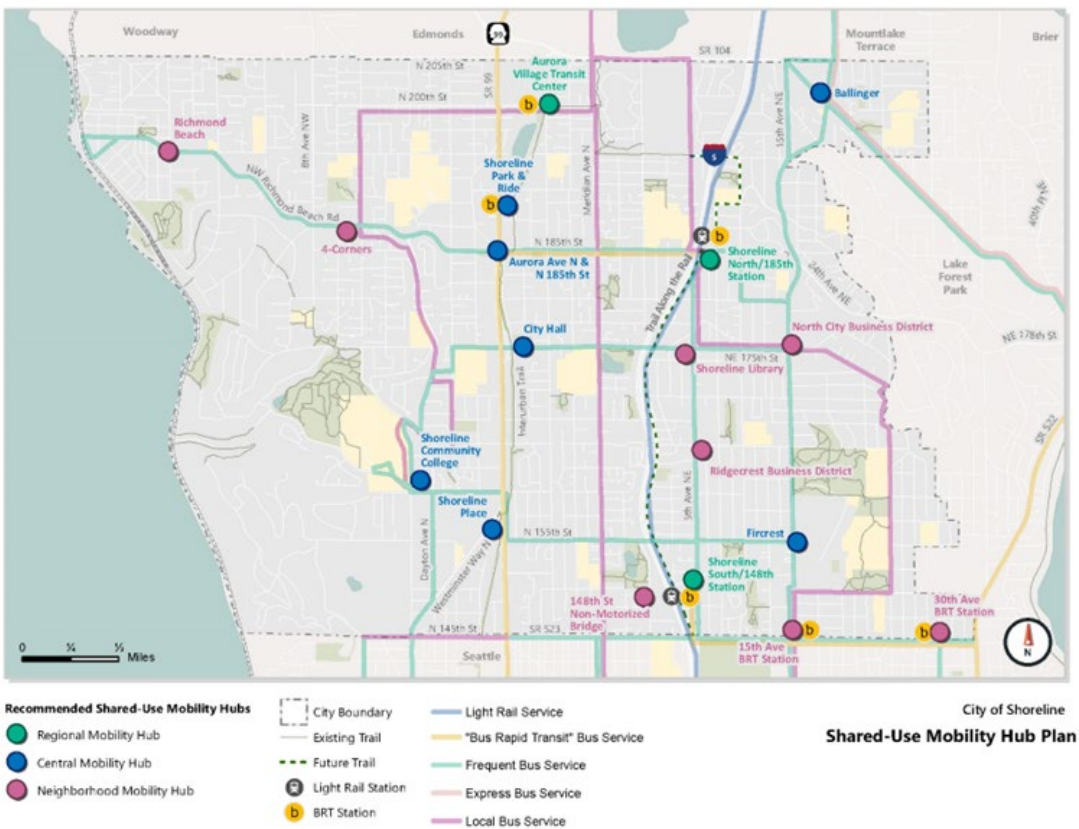 Woodway
Edmonds
99
SR 104
Mountlake
Terrace
Brier
N 205th St
SR 99
Aurora
Village Transit
Center
b
N 200th St
Ballinger
15th Ave NE
Richmond
Beach
8th Ave NW
Meridian Ave N
5
Shoreline
Park &
Ride
b
NW Richmond Beach Rd
40th Pl NE
4-Corners
b
N 185th St
Aurora Ave N &
N 185th St
Shoreline
North/185th
Station
Trail Along the Rail
24th Ave NE
Lake
Forest
Park
City Hall
North City Business District
NE 178th St
NE 175th St
Shoreline Library
Interurban Trail
SR 522
Shoreline
Community
College
Ridgecrest Business District
5th Ave NE
Shoreline
Place
N 155th St
Fircrest
Dayton Ave N
Westminster Way N
Shoreline
South/148th
Station
148th St
Non-Motorized
Bridge
b
30th Ave
BRT Station
b
b
N 145th St
SR 523
15th Ave
BRT Station
Seattle
0 ¼ ½ Miles
N
Recommended Shared-Use Mobility Hubs
Regional Mobility Hub
Central Mobility Hub
Neighborhood Mobility Hub
City Boundary
Existing Trail
Future Trail
Light Rail Station
b BRT Station
Light Rail Service
"Bus Rapid Transit" Bus Service
Frequent Bus Service
Express Bus Service
Local Bus Service
City of Shoreline
Shared-Use Mobility Hub Plan